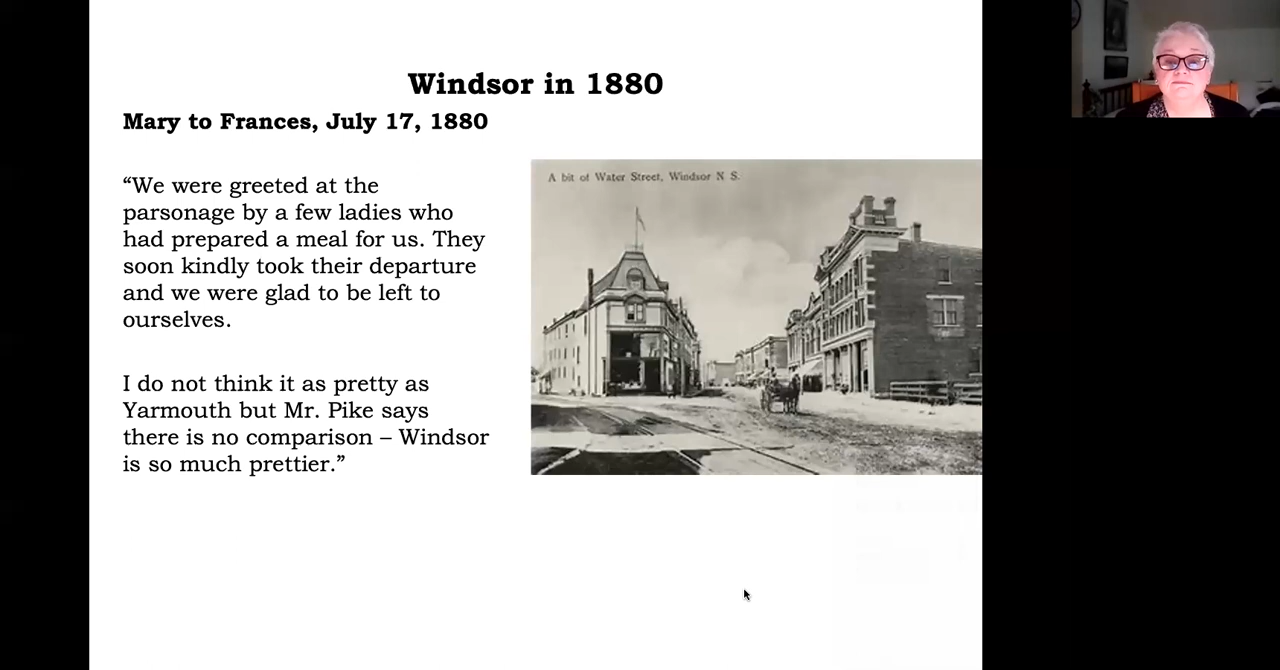 Windsor in 1880
Mary to Frances, July 17, 1880
“We were greeted at the
parsonage by a few ladies who
had prepared a meal for us. They
soon kindly took their departure
and we were glad to be left to
ourselves.
I do not think it as pretty as
Yarmouth but Mr. Pike says
there is no comparison – Windsor
is so much prettier.”
A bit of Water Street, Windsor N S.